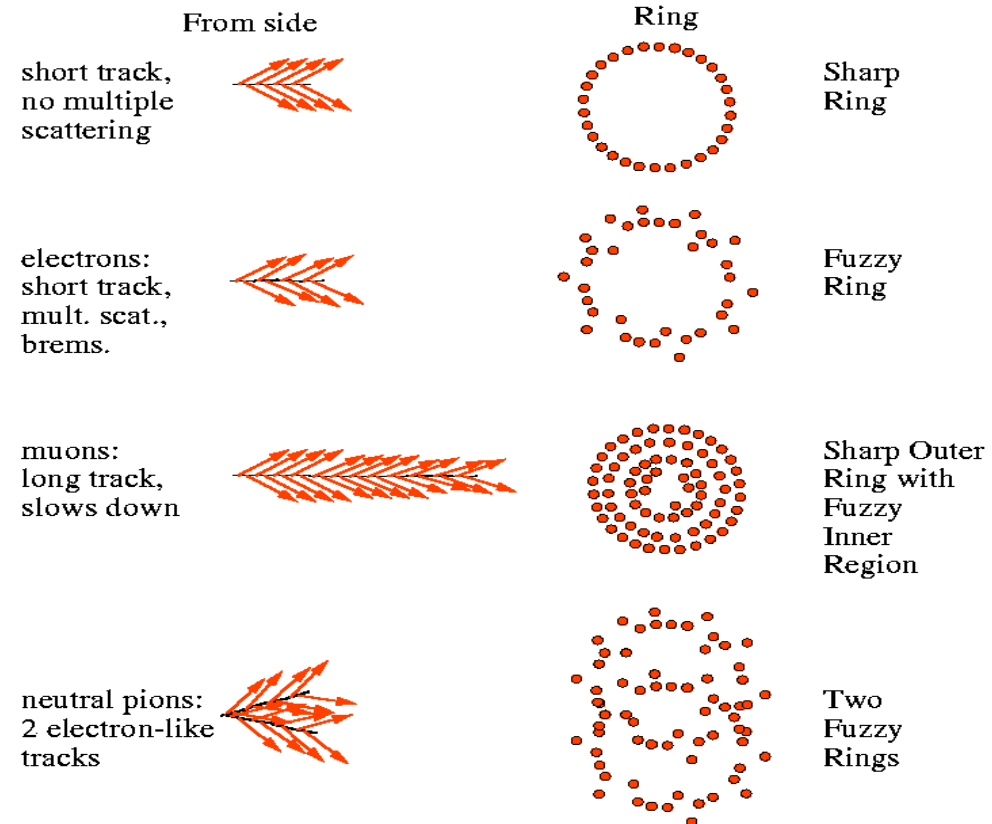 From side
Ring
short track,
no multiple
scattering
Sharp
Ring
electrons:
short track,
mult. scat.,
brems.
Fuzzy
Ring
muons:
long track,
slows down
Sharp Outer
Ring with
Fuzzy
Inner
Region
neutral pions:
2 electron-like
tracks
Two
Fuzzy
Rings